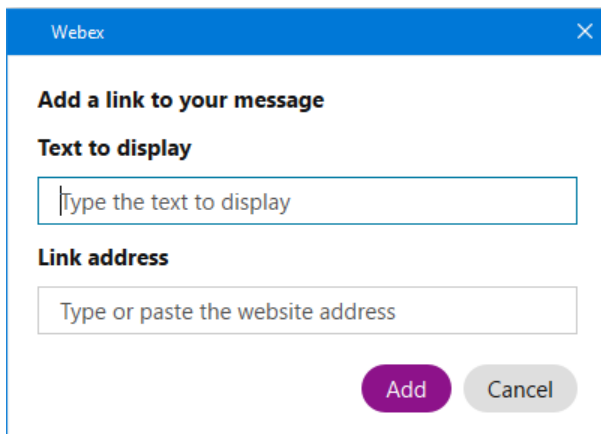 Webex
Add a link to your message
Text to display
Type the text to display
Link address
Type or paste the website address
Add Cancel